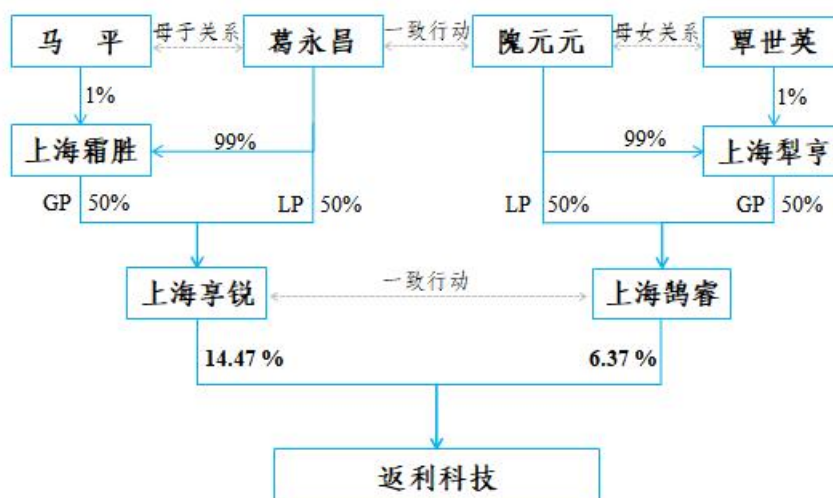 马 平 母子关系 葛永昌 一致行动 隗元元 母女关系 覃世英
1% 1%
上海霜胜 99% 99% 上海犁亨
GP 50% LP 50% LP 50% GP 50%
上海享锐 一致行动 上海鹄睿
14.47 % 6.37 %
返利科技